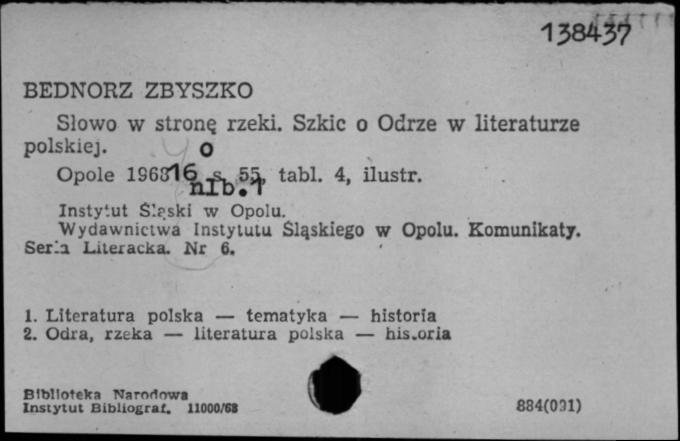 138437
BEDNORZ ZBYSZKO
Słowo w stronę rzeki. Szkic o Odrze w literaturze
polskiej. o
Opole 1968 16 s. 55, tabl. 4, ilustr.
nlb. 1
Instytut Śląski w Opolu.
Wydawnictwa Instytutu Śląskiego w Opolu. Komunikaty.
Seria Literacka. Nr 6.
1. Literatura polska — tematyka — historia
2. Odra, rzeka — literatura polska — historia
Biblioteka Narodowa
Instytut Bibliograf. 11000/68
884(091)